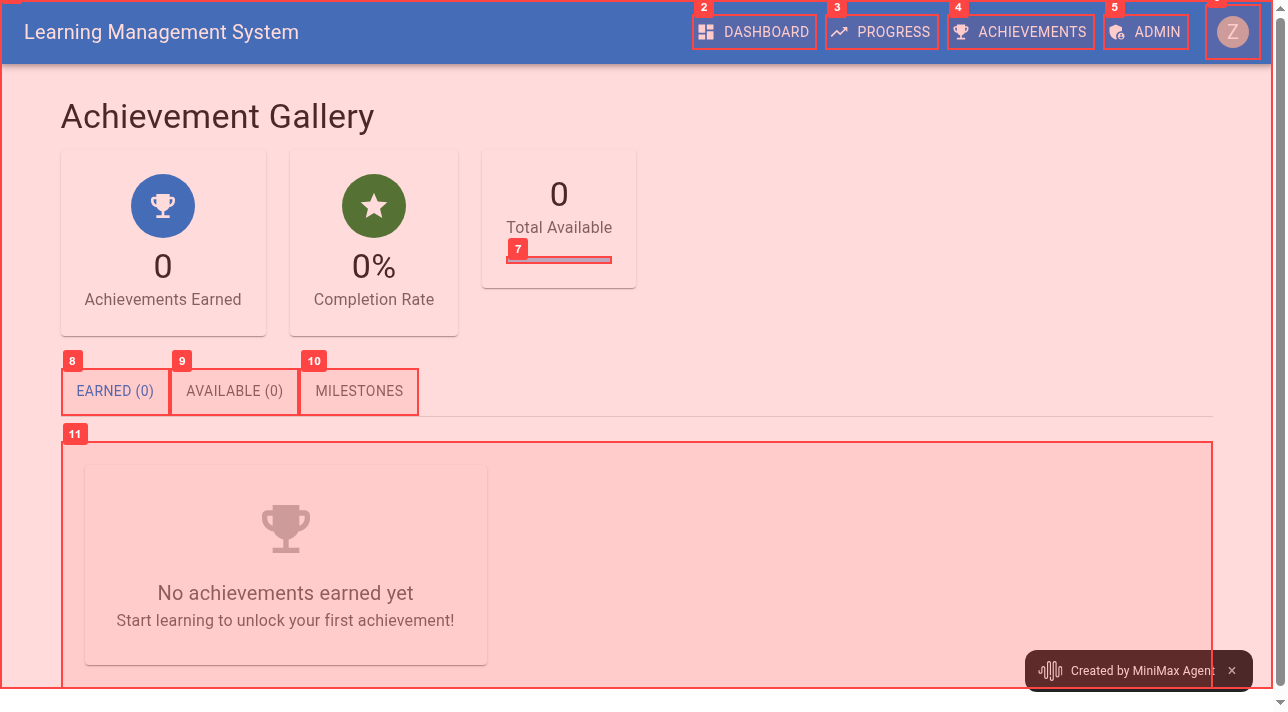 Learning Management System
2
DASHBOARD
3
PROGRESS
4
ACHIEVEMENTS
5
ADMIN
Z
Achievement Gallery
0
Achievements Earned
0%
Completion Rate
0
Total Available
7
8
EARNED (0)
9
AVAILABLE (0)
10
MILESTONES
11
No achievements earned yet
Start learning to unlock your first achievement!
Created by MiniMax Agent ×